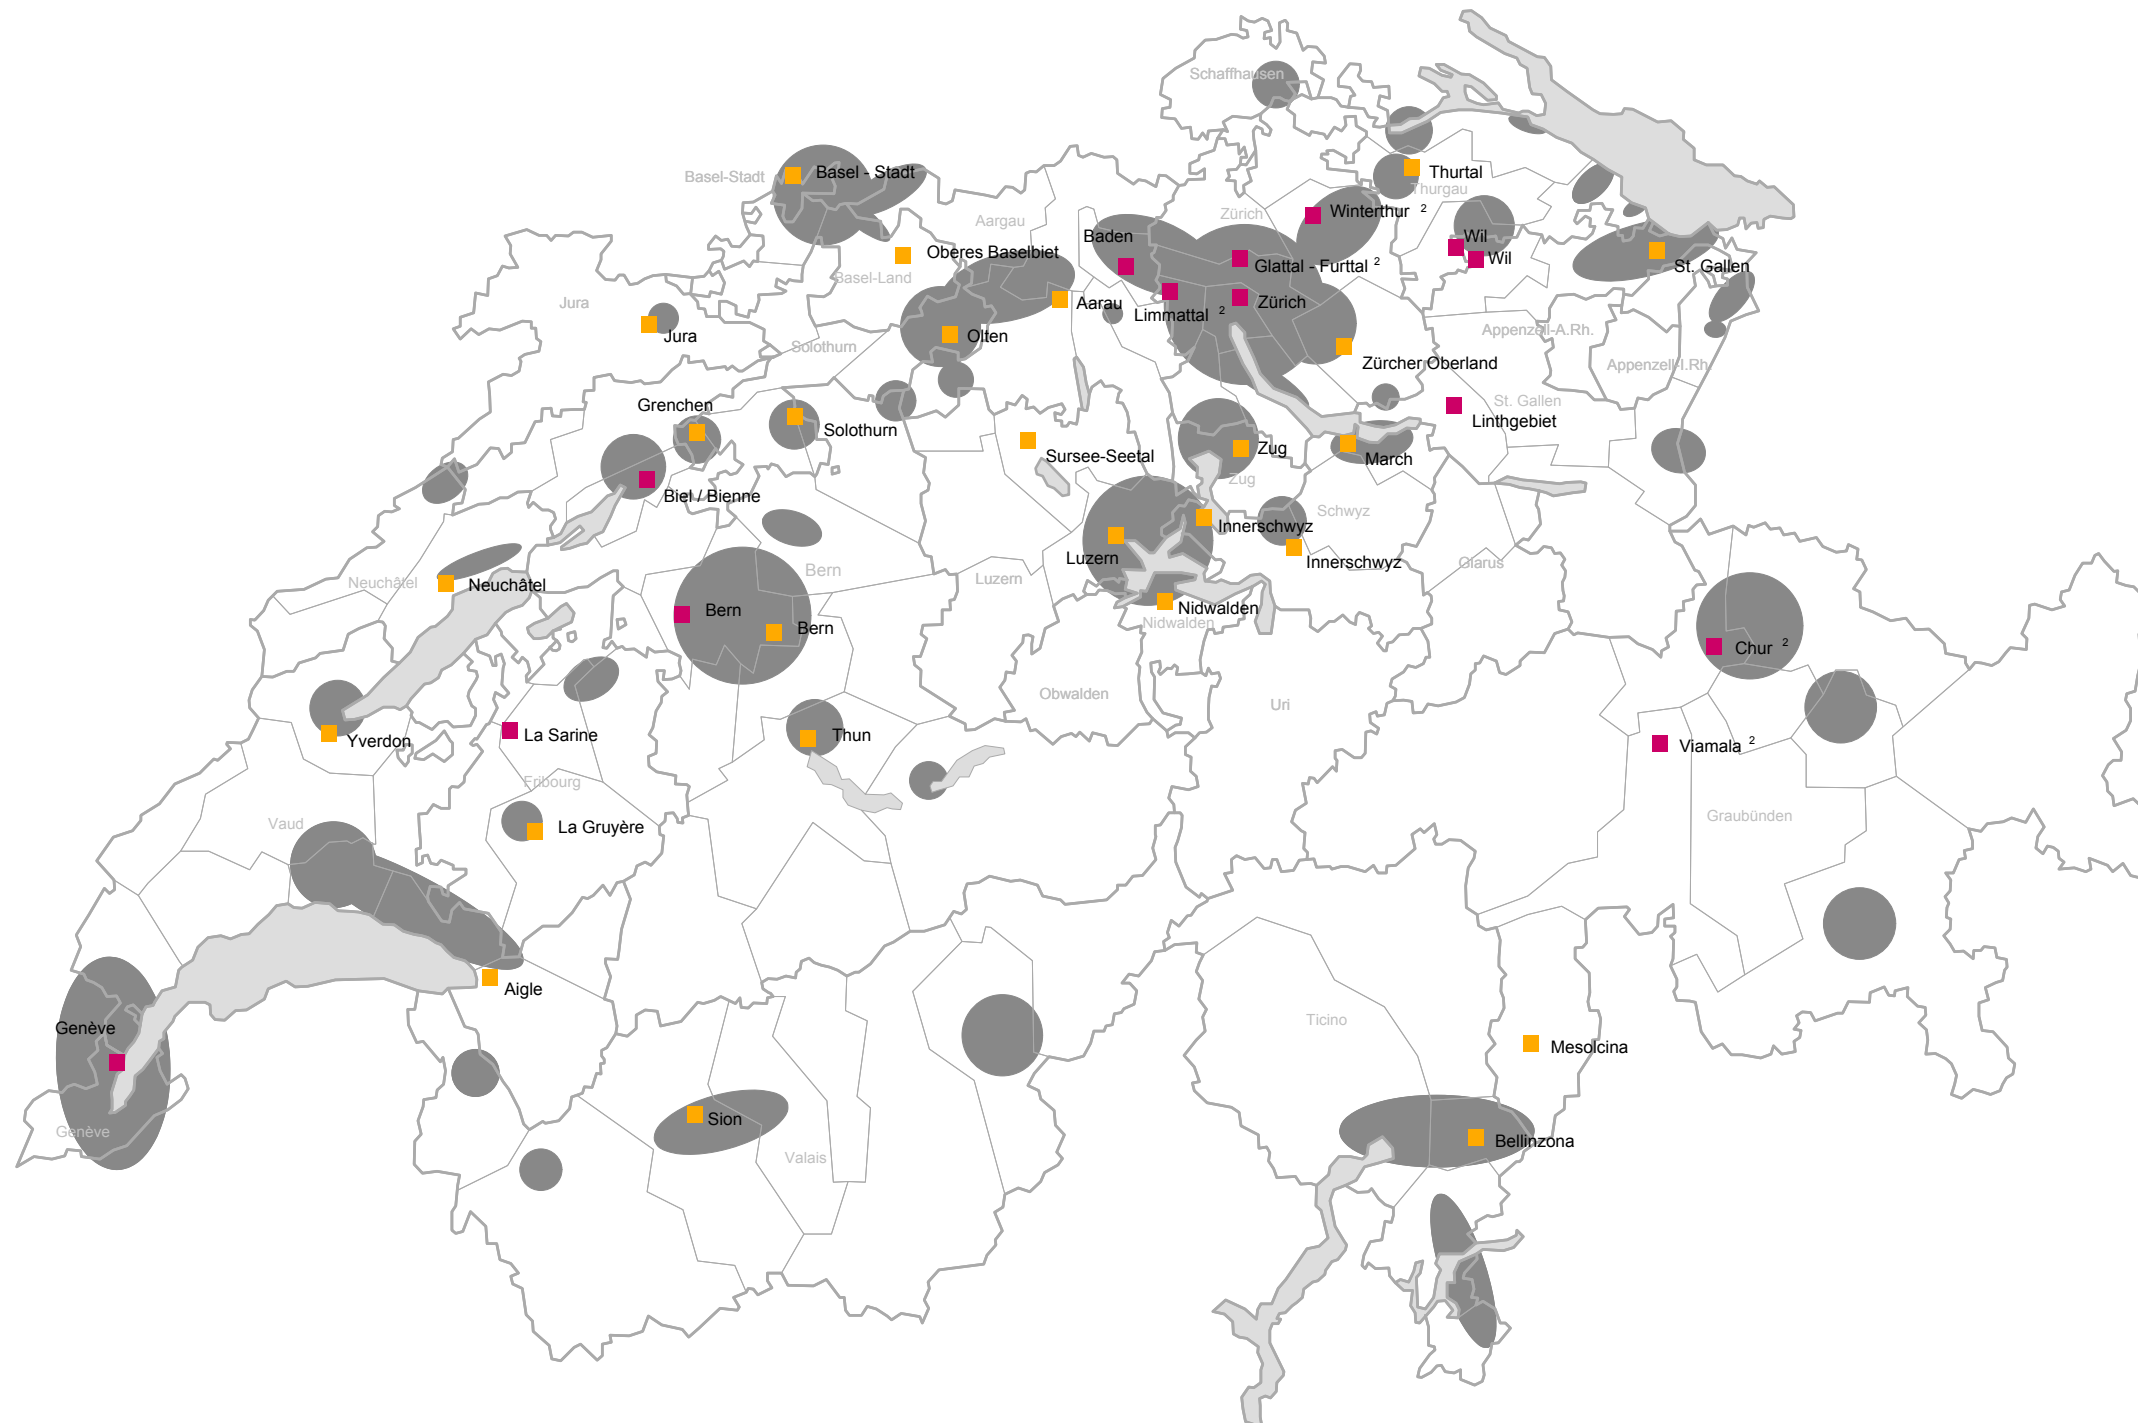 Schaffhausen
Basel-Stadt
Basel - Stadt
Thurtal
Thurgau
Aargau
Zürich
Winterthur ²
Baden
Wil
Wil
Oberes Baselbiet
Basel-Land
Glattal - Furttal ²
St. Gallen
Jura
Aarau
Limmattal ²
Zürich
Jura
Solothurn
Olten
Appenzell-A.Rh.
Zürcher Oberland
Appenzell-I.Rh.
Grenchen
St. Gallen
Linthgebiet
Solothurn
Sursee-Seetal
Zug
March
Zug
Biel / Bienne
Schwyz
Innerschwyz
Luzern
Innerschwyz
Glarus
Neuchâtel
Neuchâtel
Bern
Luzern
Bern
Bern
Nidwalden
Nidwalden
Chur ²
Obwalden
Uri
Yverdon
La Sarine
Thun
Viamala ²
Fribourg
Vaud
La Gruyère
Graubünden
Aigle
Genève
Ticino
Mesolcina
Genève
Sion
Valais
Bellinzona